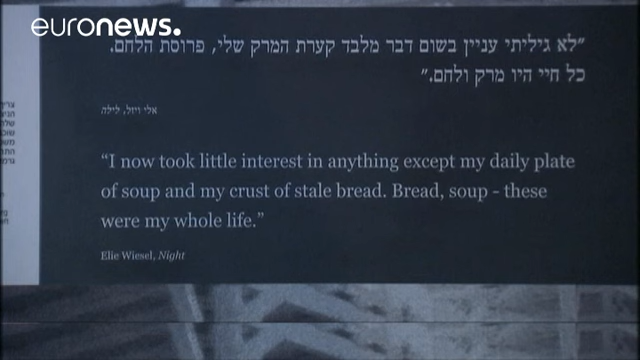 euronews.
"לא גיליתי עניין בשום דבר מלבד קערת המרק שלי, פרוסת הלחם.
כל חיי היו מרק ולחם."
אלי ויזל, לילה
“I now took little interest in anything except my daily plate
of soup and my crust of stale bread. Bread, soup - these
were my whole life.”
Elie Wiesel, Night